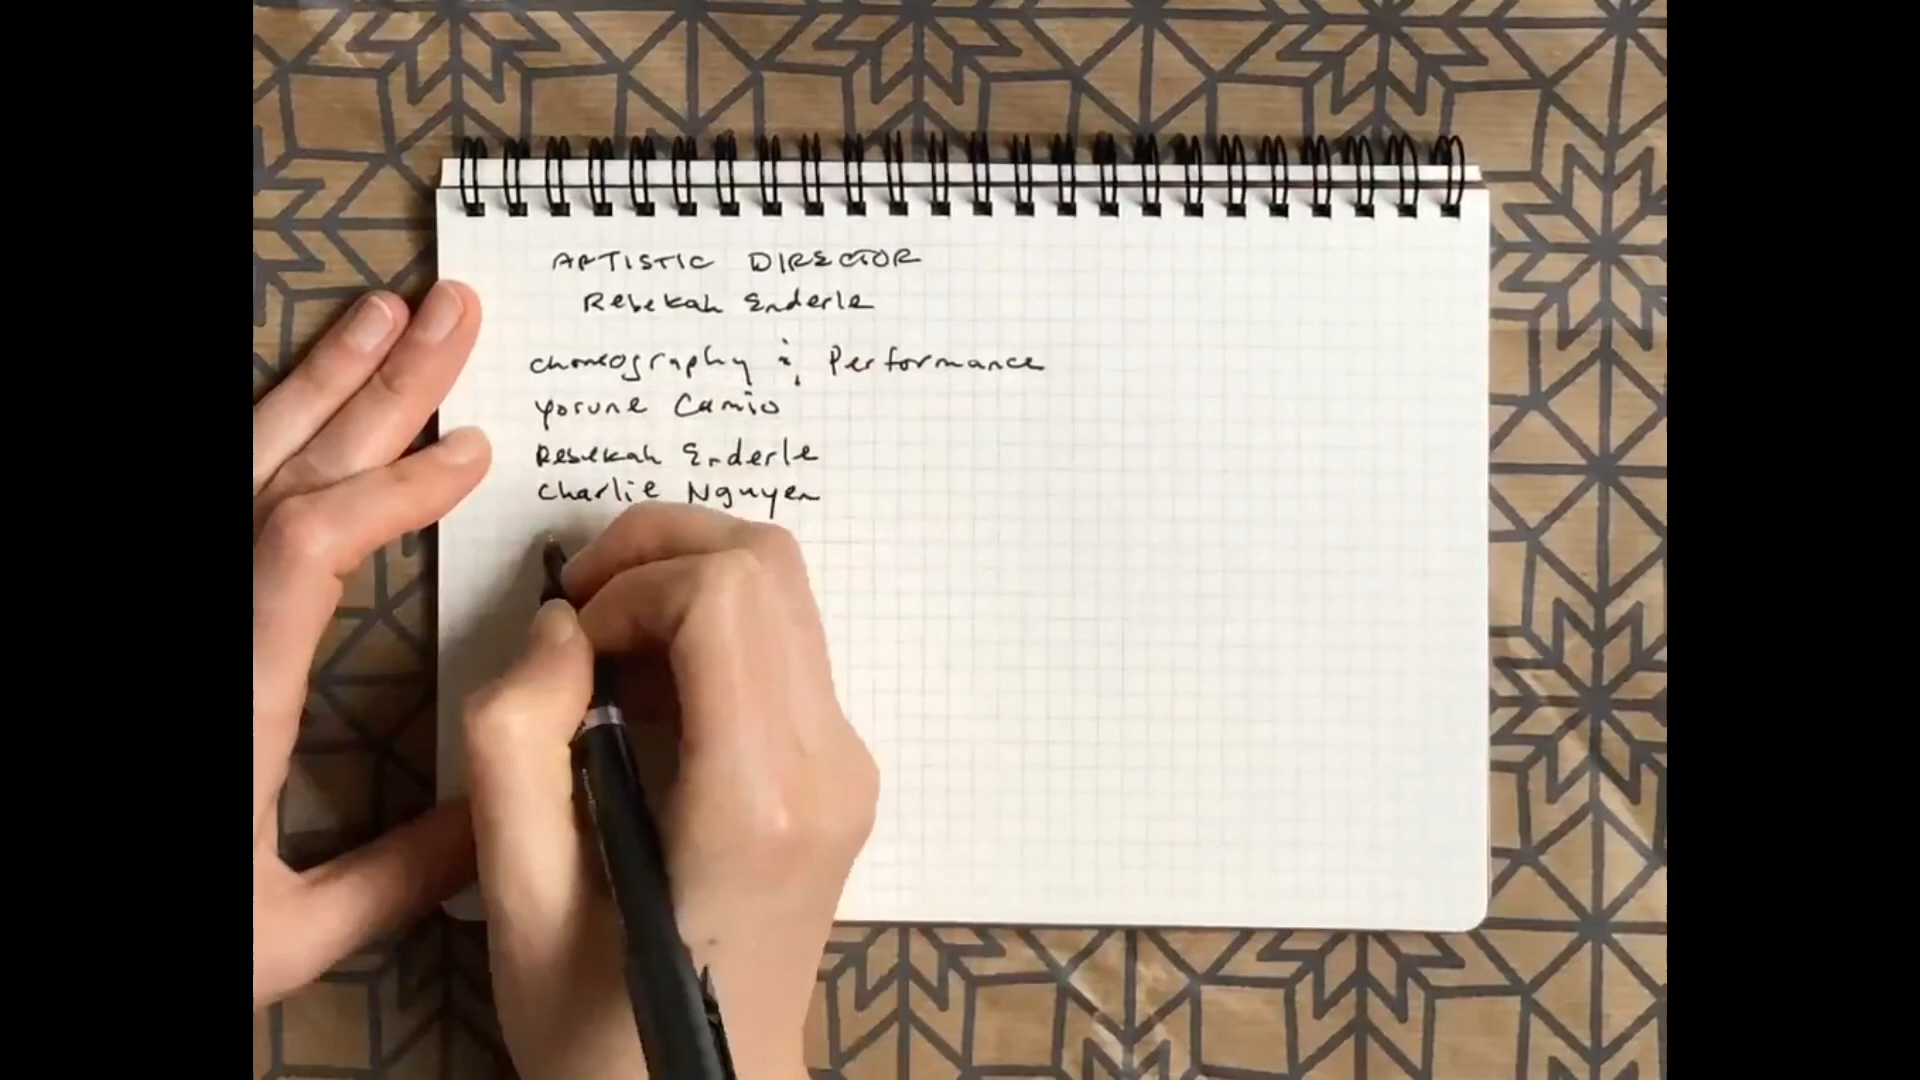 ARTISTIC DIRECTOR
Rebekah Enderle
choreography & Performance
Yorune Camio
Rebekah Enderle
Charlie Nguyen